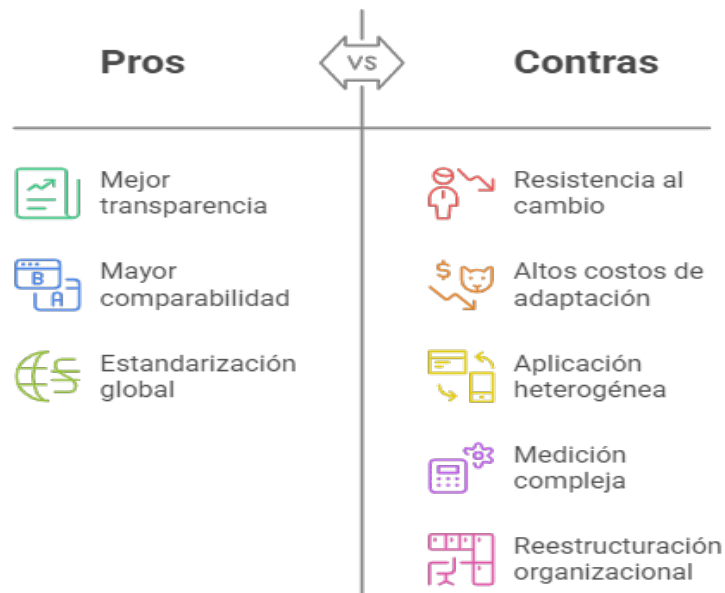 Pros
VS
Contras
Mejor
transparencia
Mayor
comparabilidad
B
A
Estandarización
global
Resistencia al
cambio
$
Altos costos de
adaptación
Aplicación
heterogénea
Medición
compleja
Reestructuración
organizacional